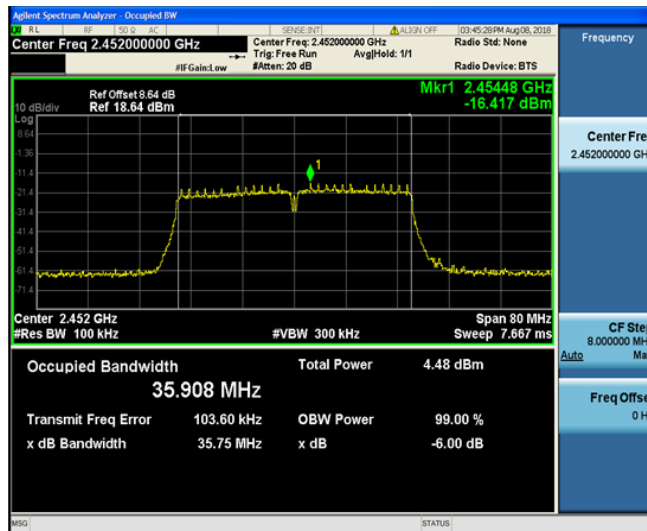 Agilent Spectrum Analyzer - Occupied BW
RL RF 50 Ω AC SENSE:INT ALIGN OFF 03:45:28PM Aug 08, 2018
Center Freq 2.452000000 GHz
Center Freq: 2.452000000 GHz
Radio Std: None
Trig: Free Run Avg|Hold: 1/1
#IFGain:Low #Atten: 20 dB Radio Device: BTS
Ref Offset 8.64 dB
10 dB/div Ref 18.64 dBm
Mkr1 2.45448 GHz
-16.417 dBm
Log
8.64
-1.36
-11.4
-21.4
-31.4
-41.4
-51.4
-61.4
-71.4
1
Center 2.452 GHz Span 80 MHz
#Res BW 100 kHz #VBW 300 kHz Sweep 7.667 ms
Occupied Bandwidth Total Power 4.48 dBm
35.908 MHz
Transmit Freq Error 103.60 kHz OBW Power 99.00 %
x dB Bandwidth 35.75 MHz x dB -6.00 dB
MSG STATUS
Frequency
Center Fre
2.452000000 GH
CF Ste
8.000000 MH
Auto Ma
Freq Offse
0 H